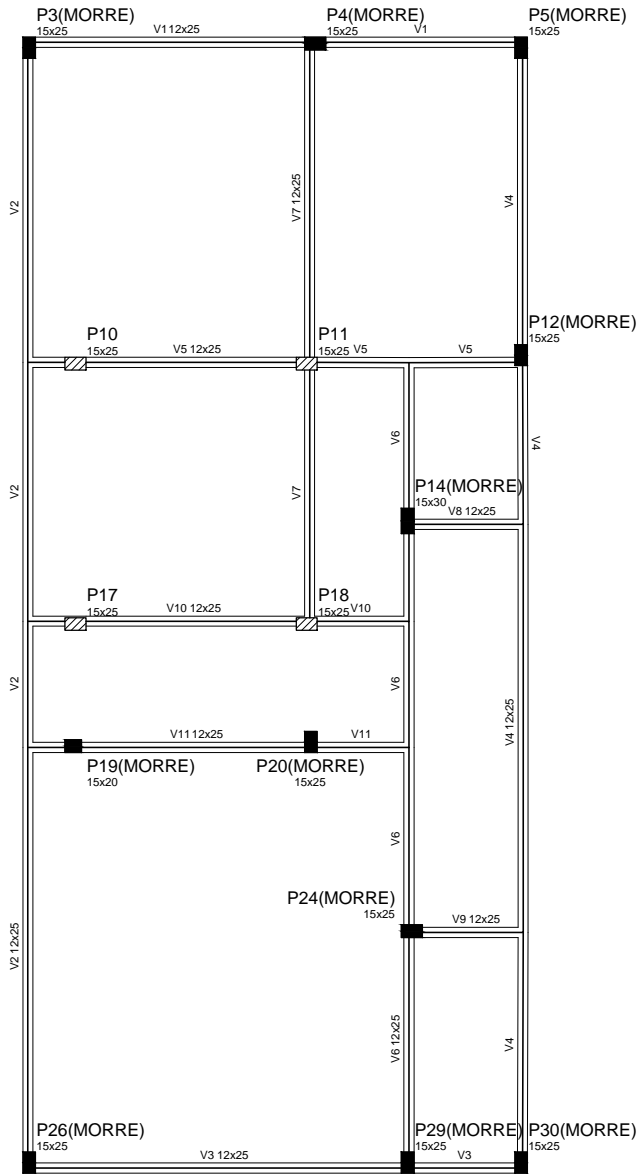 P3(MORRE)
15x25
V1 12x25
P4(MORRE)
15x25
V1
P5(MORRE)
15x25
V2
V7 12x25
V4
P12(MORRE)
15x25
P10
15x25
V5 12x25
P11
15x25
V5
V5
V6
V4
V2
V7
P14(MORRE)
15x30
V8 12x25
P17
15x25
V10 12x25
P18
15x25
V10
V2
V6
V4 12x25
V11 12x25
V11
P19(MORRE)
15x20
P20(MORRE)
15x25
V6
P24(MORRE)
15x25
V9 12x25
V2 12x25
V6 12x25
V4
P26(MORRE)
15x25
V3 12x25
P29(MORRE)
15x25
V3
P30(MORRE)
15x25